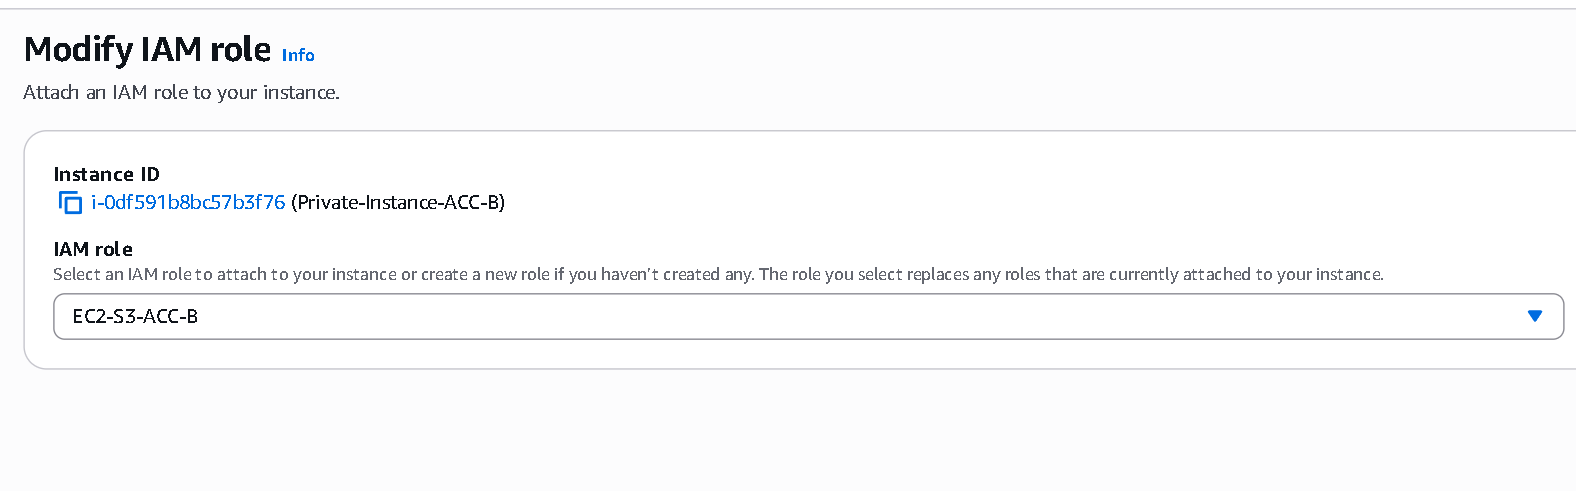 Modify IAM role Info
Attach an IAM role to your instance.
Instance ID
i-0df591b8bc57b3f76 (Private-Instance-ACC-B)
IAM role
Select an IAM role to attach to your instance or create a new role if you haven't created any. The role you select replaces any roles that are currently attached to your instance.
EC2-S3-ACC-B